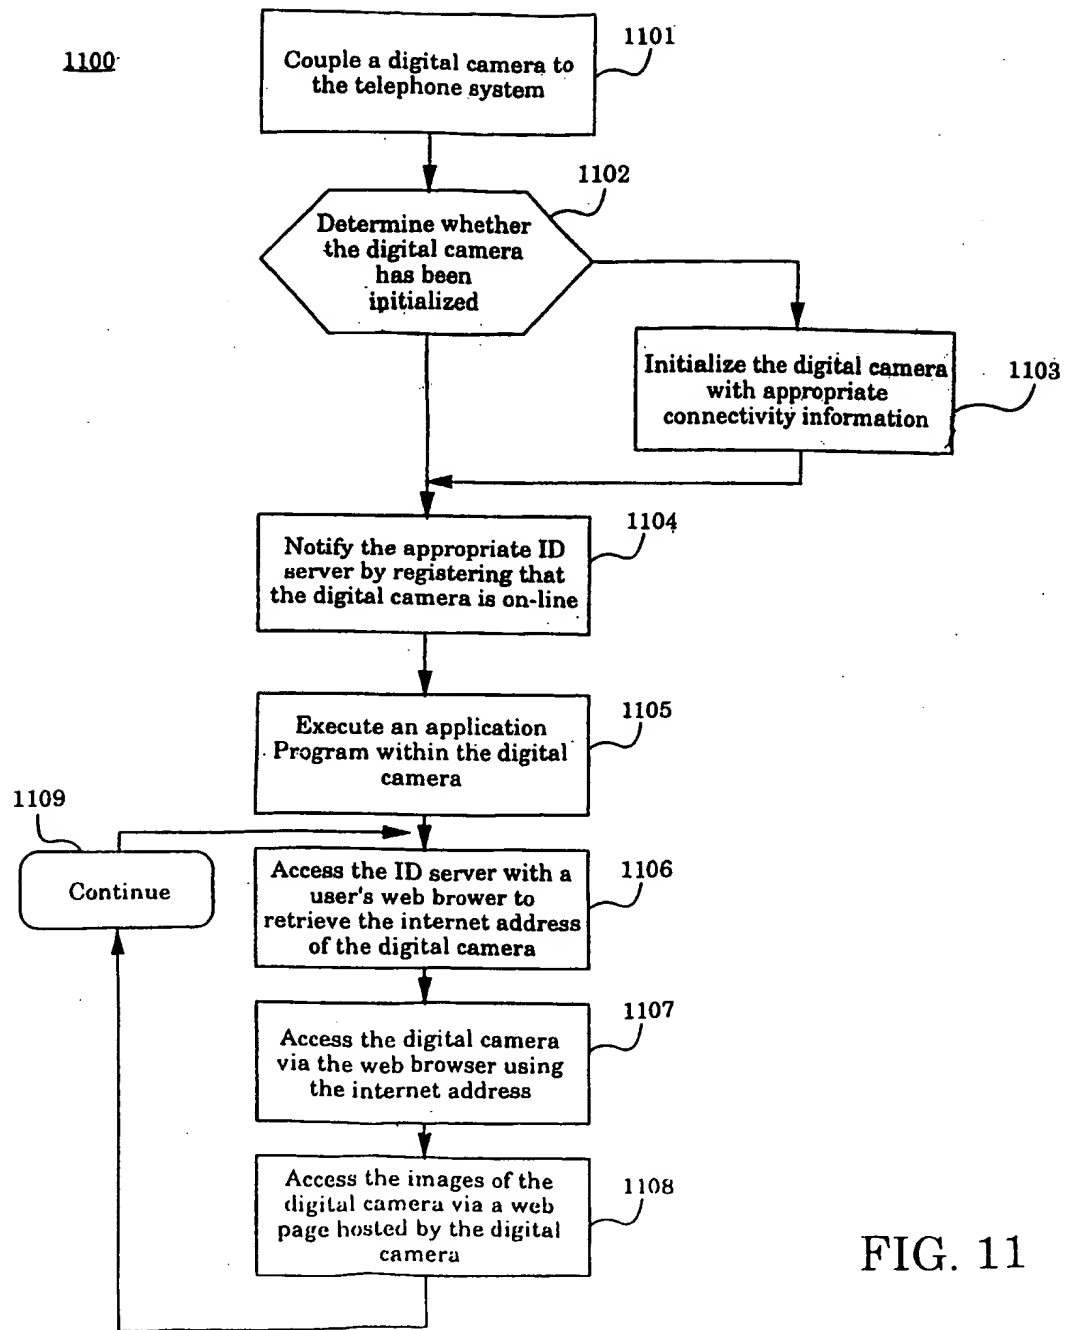 1100
1101
Couple a digital camera to
the telephone system
1102
Determine whether
the digital camera
has been
initialized
Initialize the digital camera
with appropriate
connectivity information
1103
1104
Notify the appropriate ID
server by registering that
the digital camera is on-line
1105
Execute an application
Program within the digital
camera
1109
Continue
Access the ID server with a
user's web brower to
retrieve the internet address
of the digital camera
1106
1107
Access the digital camera
via the web browser using
the internet address
Access the images of the
digital camera via a web
page hosted by the digital
camera
1108
FIG. 11